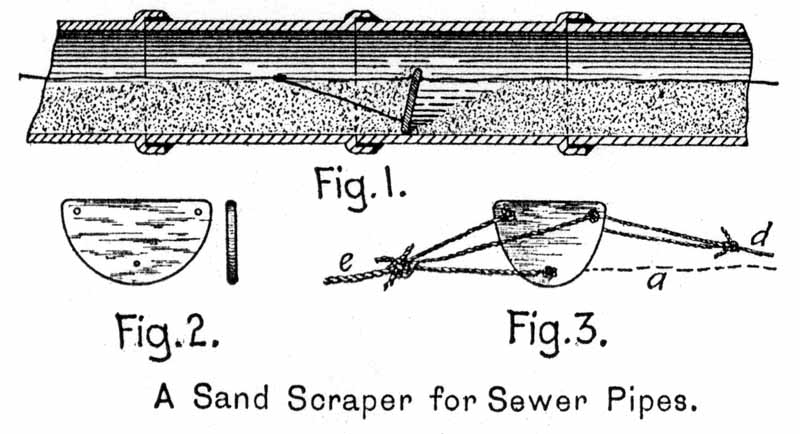 Fig.1.
e
d
a
Fig.2.
Fig.3.
A Sand Scraper for Sewer Pipes.